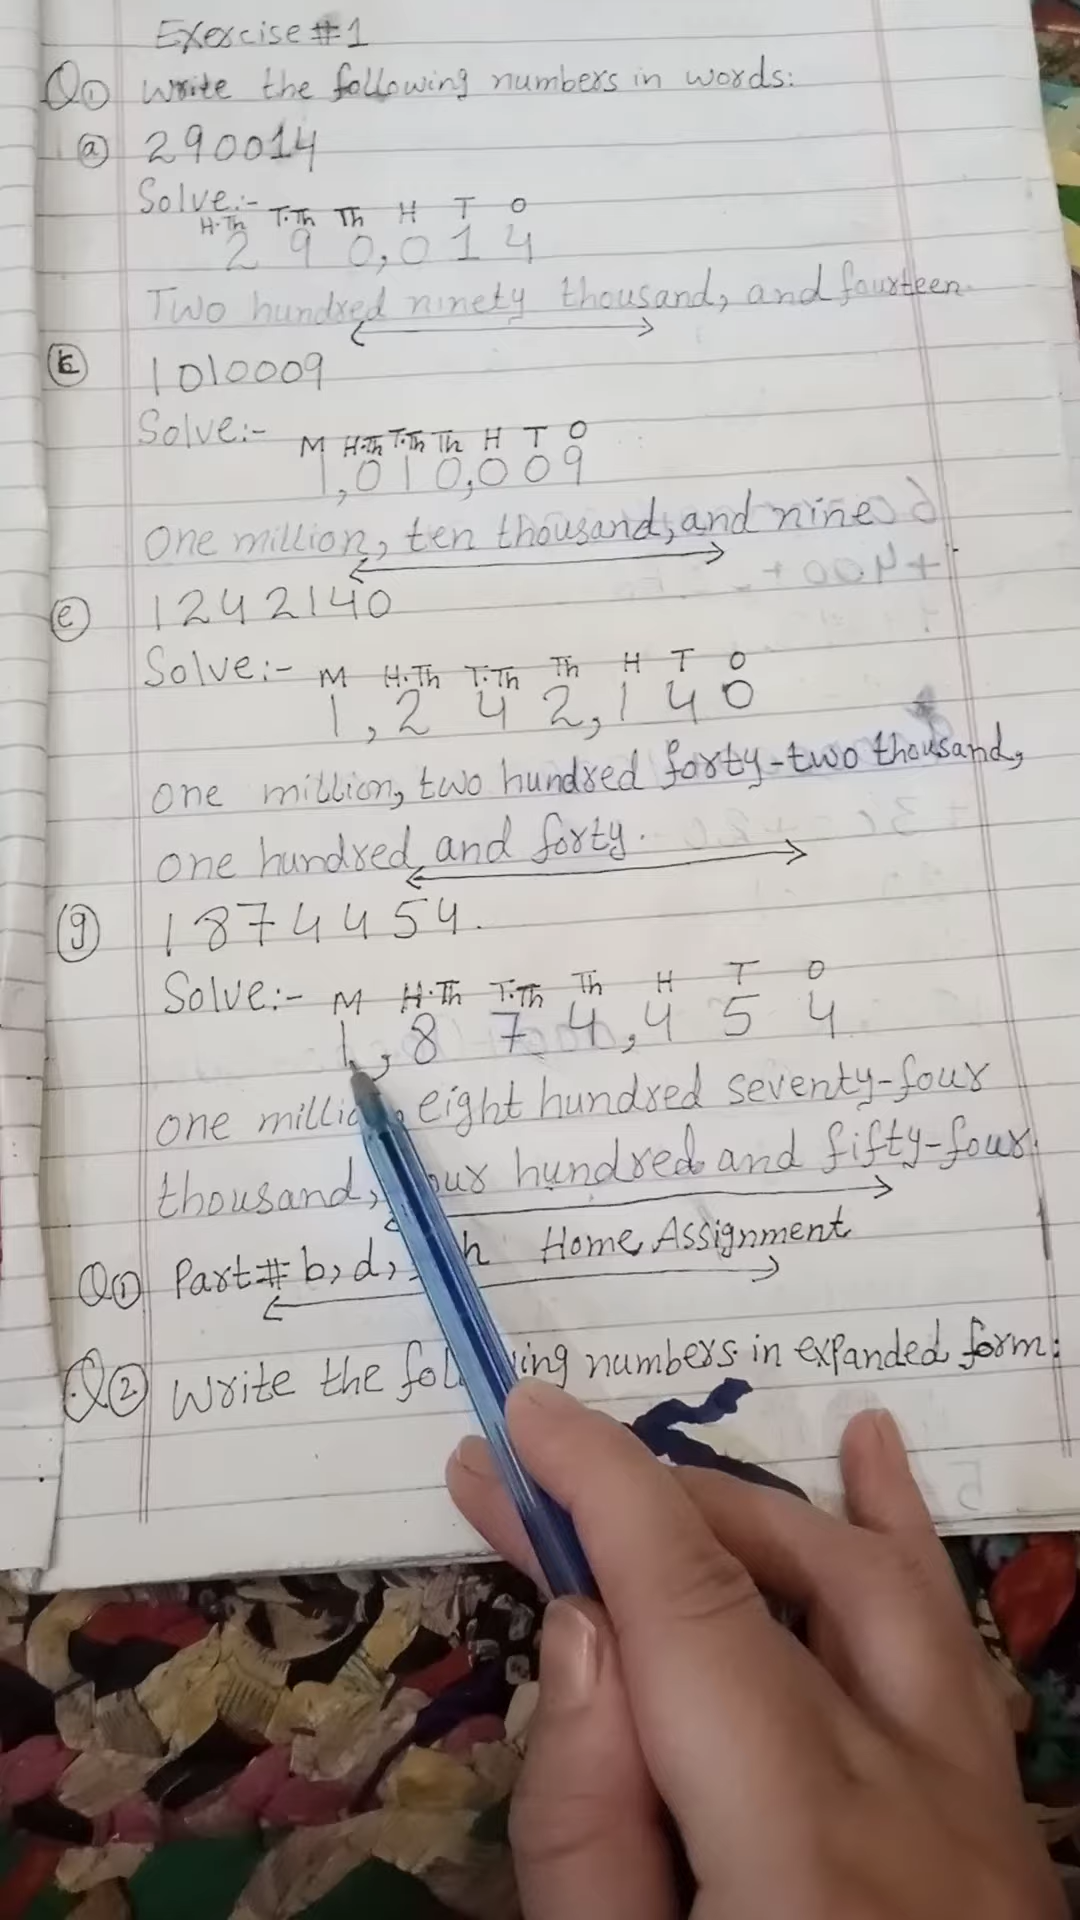 Exercise #1
Q① Write the following numbers in words:
ⓐ 290014
Solve:-
H.Th T.Th Th H T O
2 9 0,0 1 4
Two hundred ninety thousand, and fourteen.
1010009
Solve:-
M H.Th T.Th Th H T O
1,0 1 0,0 0 9
One million, ten thousand, and nine
ⓔ 1242140
Solve:-
M H.Th T.Th Th H T O
1,2 4 2,1 4 0
One million, two hundred forty-two thousand,
one hundred and forty.
ⓖ 1874454.
Solve:-
M H.Th T.Th Th H T O
1,8 7 4,4 5 4
one eight hundred seventy-four
thousand, hundred and fifty-four
Q① Part# b, d, h Home Assignment
Q② Write the numbers in expanded form: